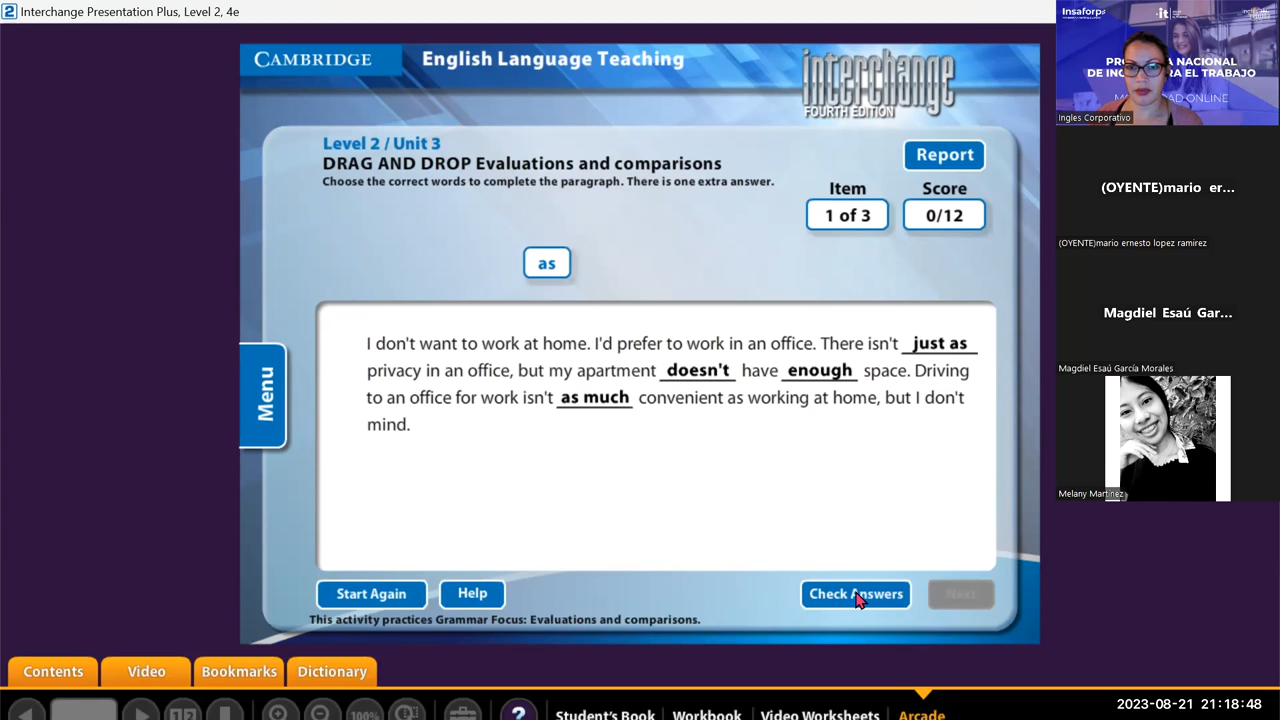 Interchange Presentation Plus, Level 2, 4e
CAMBRIDGE
English Language Teaching
interchange
FOURTH EDITION
Level 2 / Unit 3
DRAG AND DROP Evaluations and comparisons
Choose the correct words to complete the paragraph. There is one extra answer.
Report
Item
Score
1 of 3
0/12
as
I don't want to work at home. I'd prefer to work in an office. There isn't just as
privacy in an office, but my apartment doesn't have enough space. Driving
to an office for work isn't as much convenient as working at home, but I don't
mind.
Menu
Start Again
Help
Check Answers
Next
This activity practices Grammar Focus: Evaluations and comparisons.
Contents
Video
Bookmarks
Dictionary
100%
?
Student's Book
Workbook
Video Worksheets
Arcade
2023-08-21 21:18:48
Insaforp
it
Ingles Corporativo
(OYENTE)mario er...
(OYENTE)mario ernesto lopez ramirez
Magdiel Esaú Gar...
Magdiel Esaú García Morales
Melany Martinez